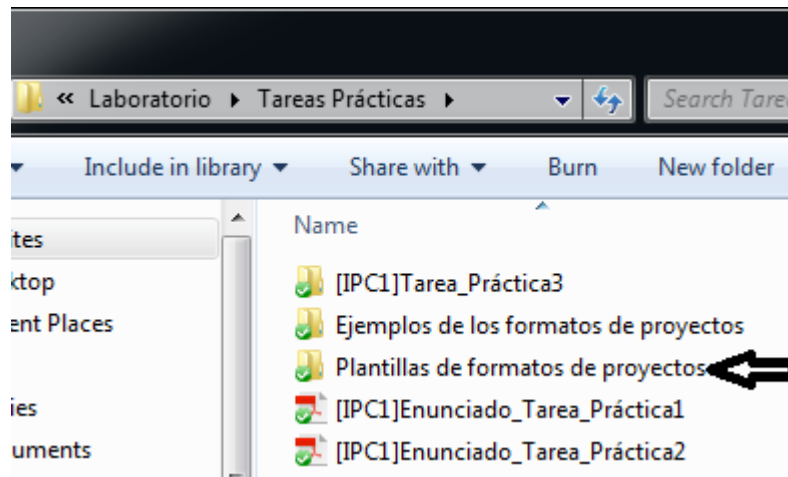 « Laboratorio Tareas Prácticas Search Tare
Include in library Share with Burn New folder
ites
Name
ktop
[IPC1]Tarea_Práctica3
ent Places
Ejemplos de los formatos de proyectos
Plantillas de formatos de proyectos
ies
[IPC1]Enunciado_Tarea_Práctica1
uments
[IPC1]Enunciado_Tarea_Práctica2